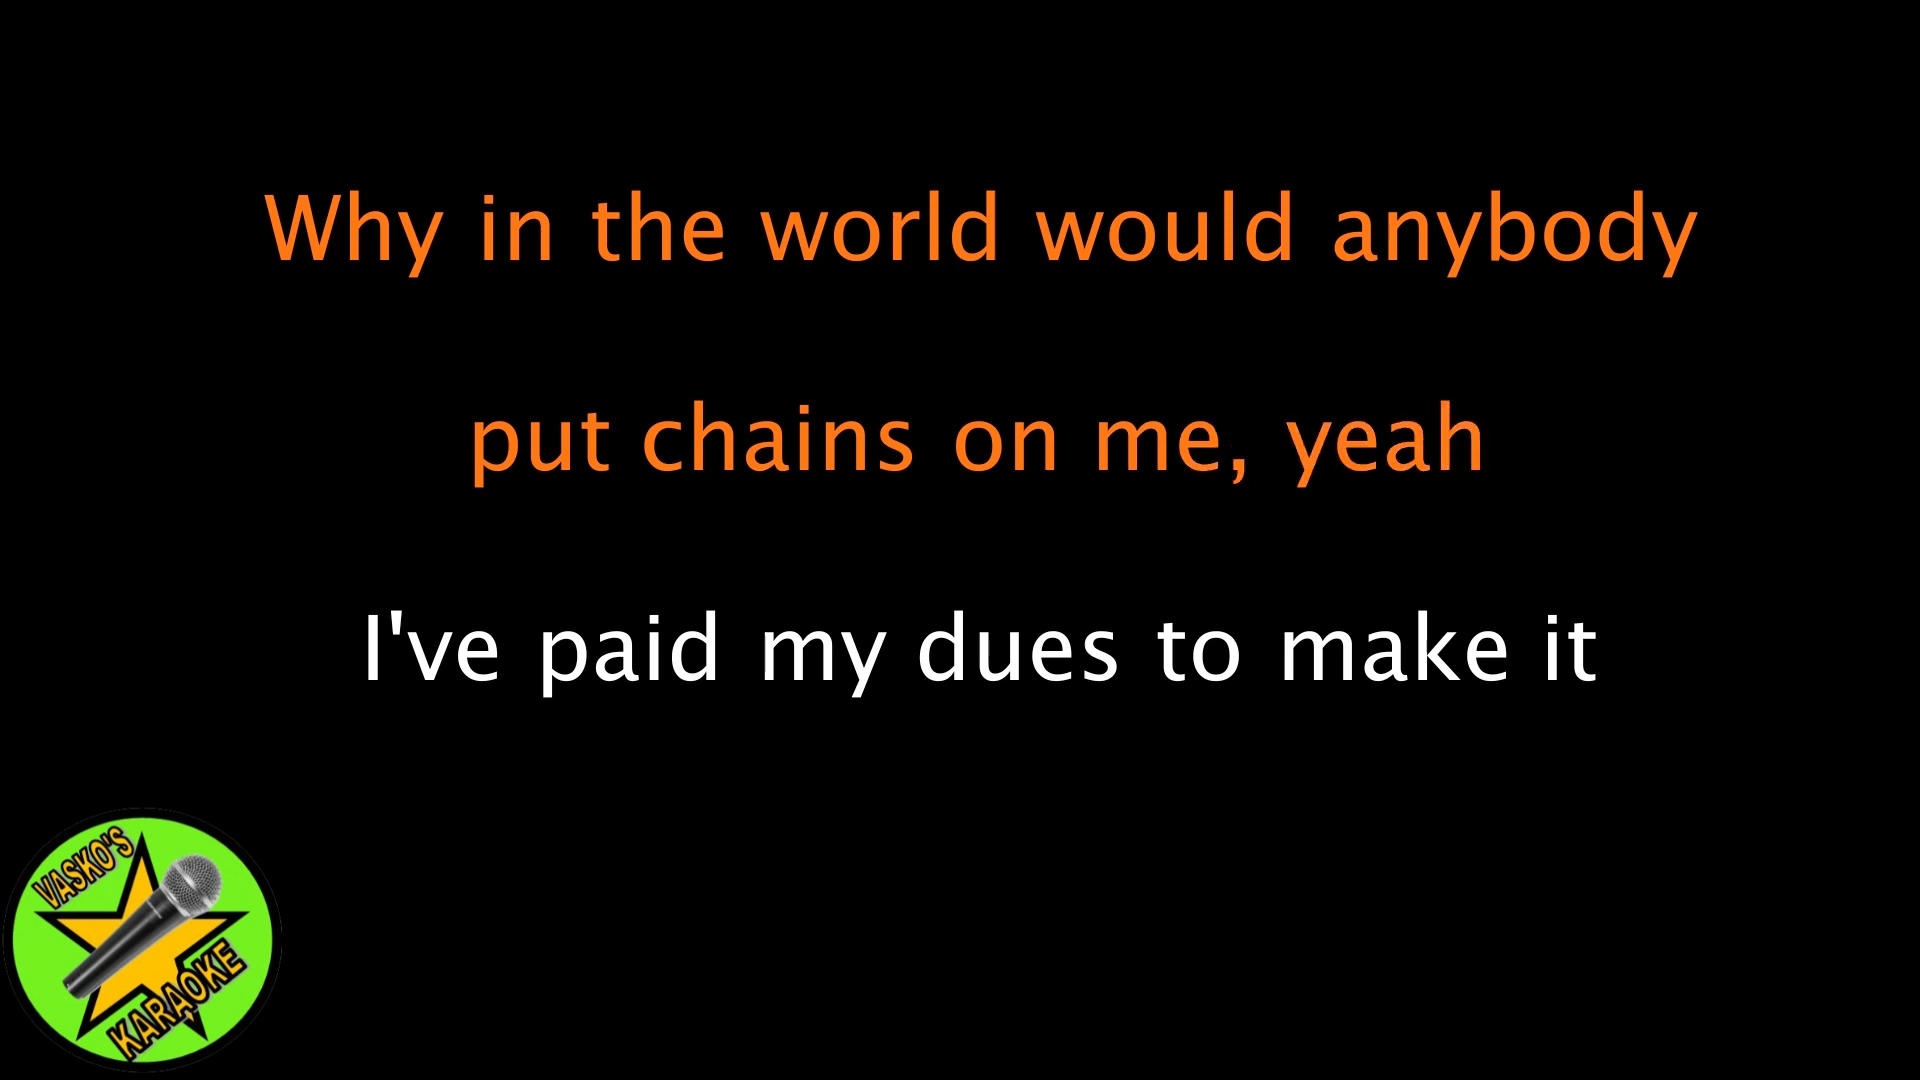 Why in the world would anybody
put chains on me, yeah
I've paid my dues to make it
VASKO'S
KARAOKE